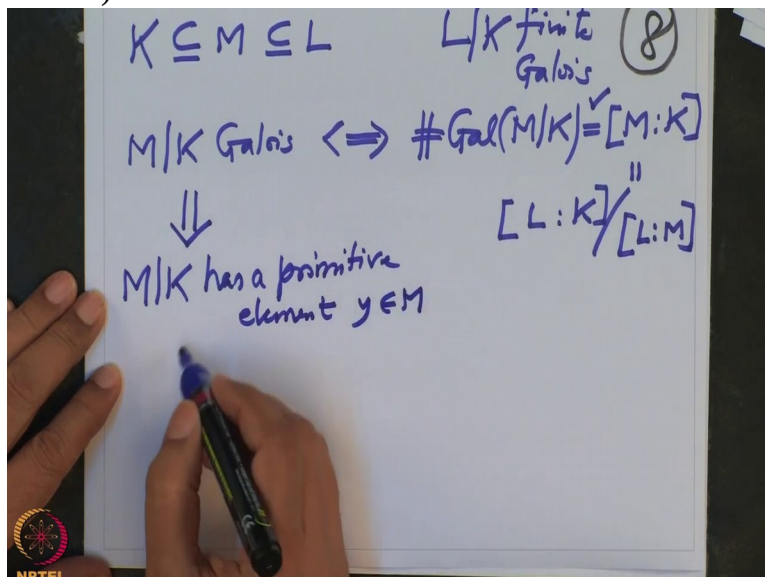 K ⊆ M ⊆ L L|K finite ⑧
Galois
M|K Galois <=> #Gal(M|K) =✓ [M:K]
⇓ ||
[L:K]/[L:M]
M|K has a primitive
element y ∈ M
NPTEL